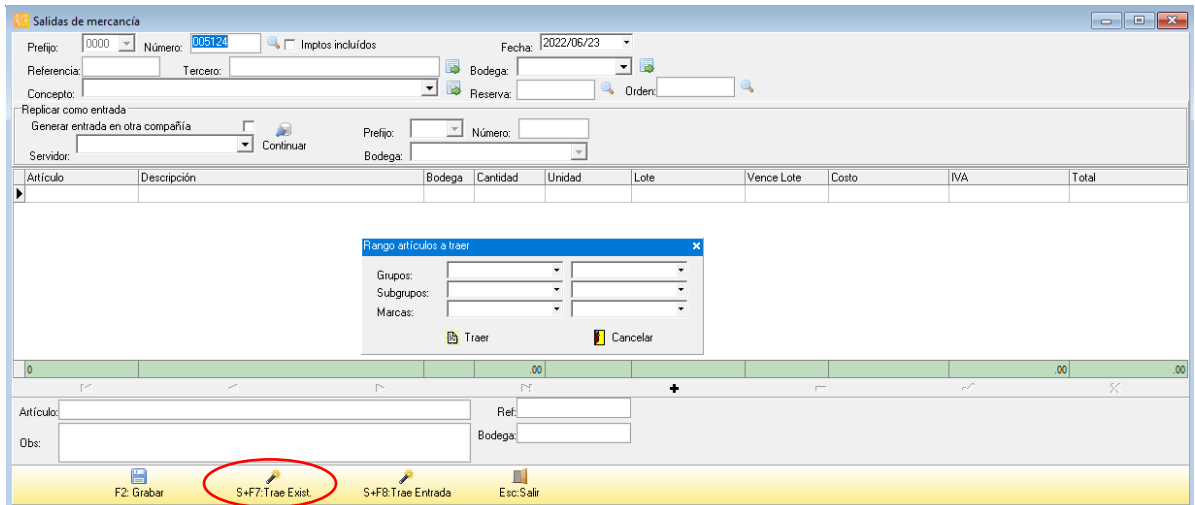 Salidas de mercancía
Prefijo: 0000 Número: 005124 Imptos incluídos Fecha: 2022/06/23
Referencia: Tercero: Bodega:
Concepto: Reserva: Orden:
Replicar como entrada
Generar entrada en otra compañía Continuar Prefijo: Número:
Servidor: Bodega:
Artículo Descripción Bodega Cantidad Unidad Lote Vence Lote Costo IVA Total
Rango artículos a traer
Grupos:
Subgrupos:
Marcas:
Traer Cancelar
0 .00 .00 .00
Artículo: Ref:
Obs: Bodega:
F2: Grabar S+F7:Trae Exist. S+F8:Trae Entrada Esc:Salir